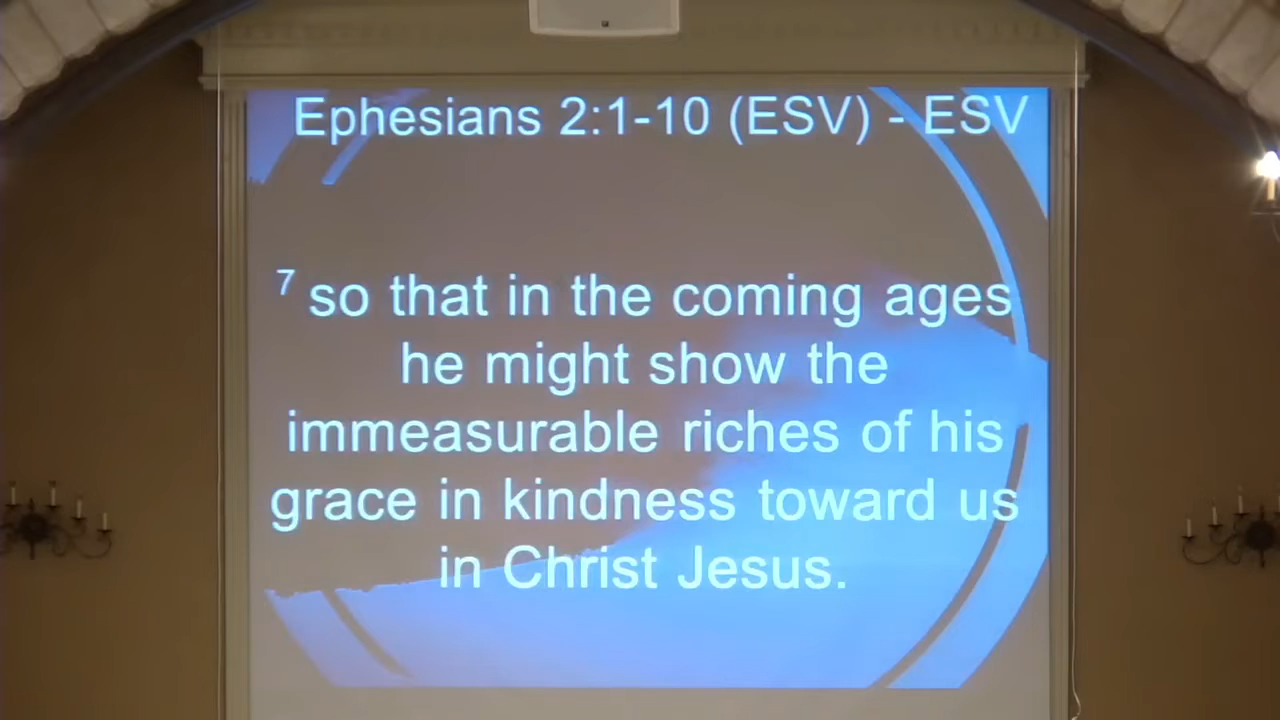 Ephesians 2:1-10 (ESV) - ESV
7 so that in the coming ages
he might show the
immeasurable riches of his
grace in kindness toward us
in Christ Jesus.